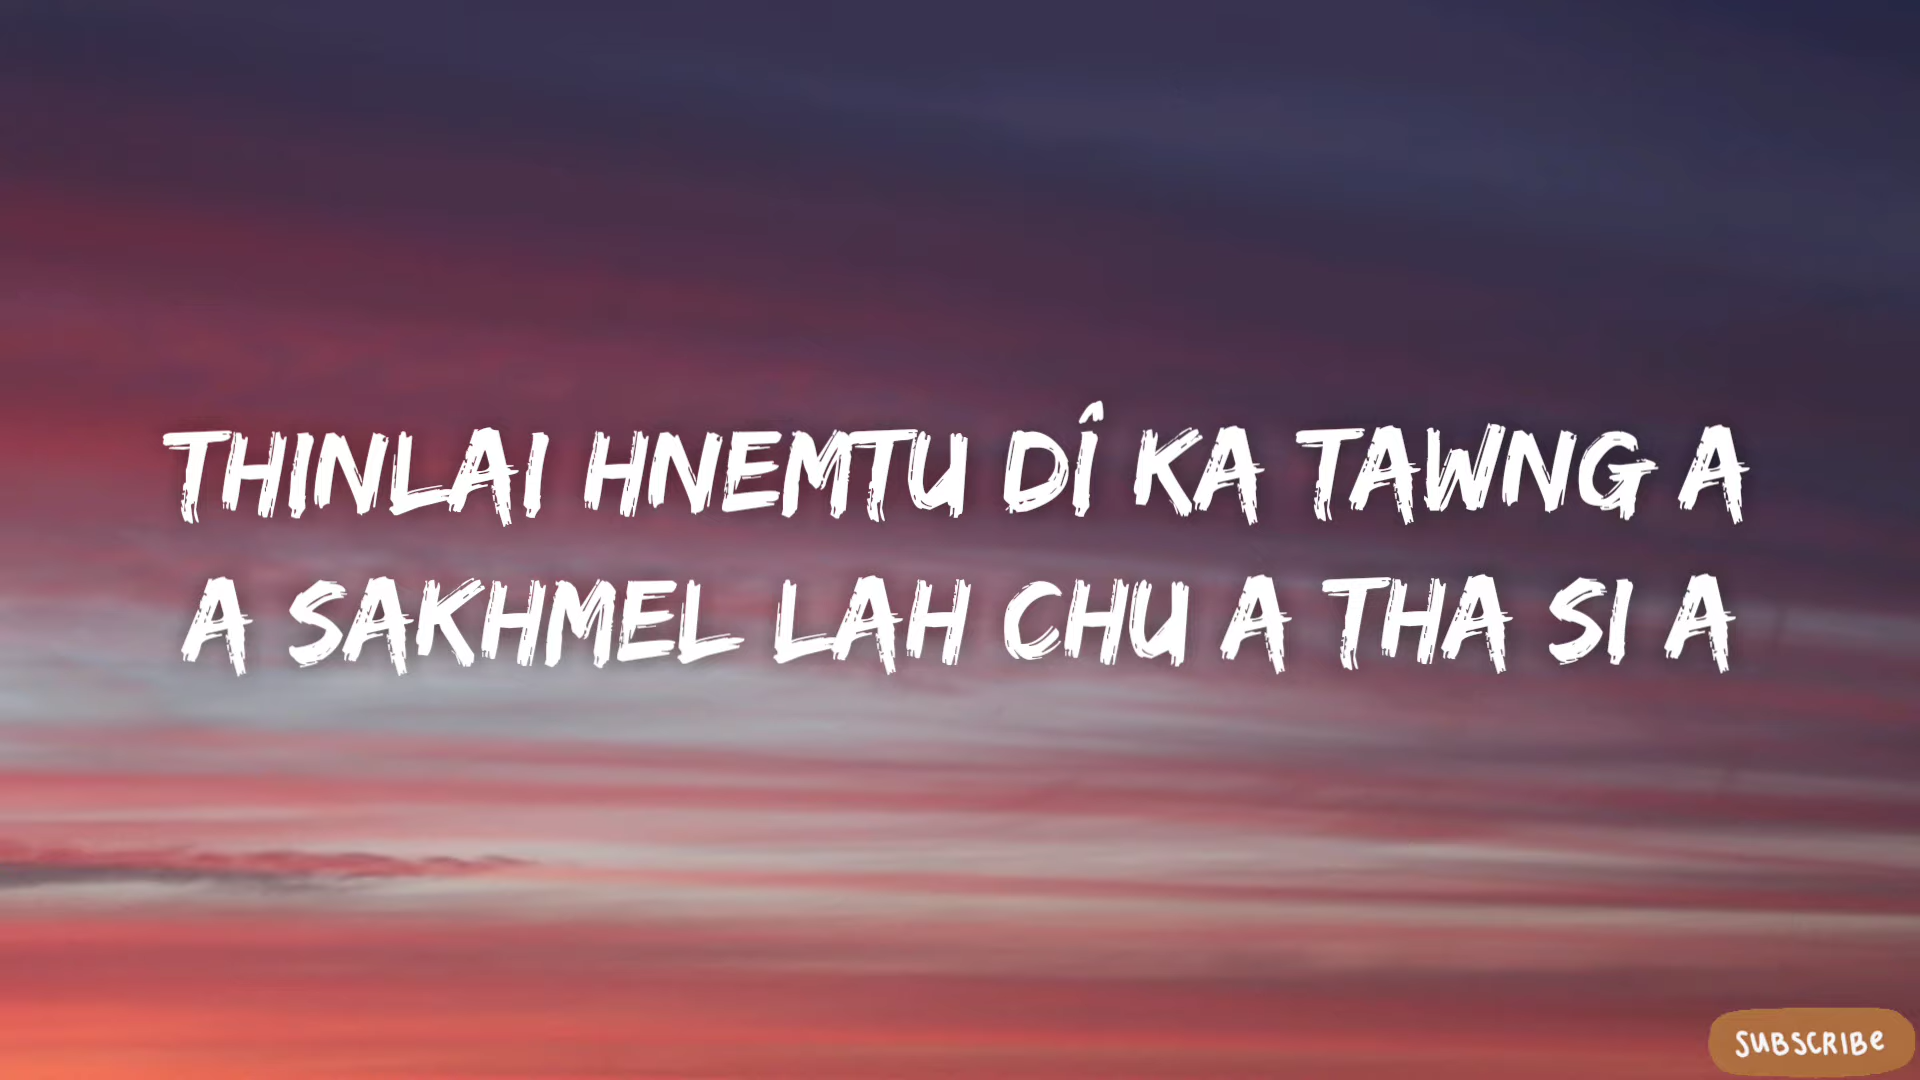 THINLAI HNEMTU DÎ KA TAWNG A
A SAKHMEL LAH CHU A THA SI A
SUBSCRIBe